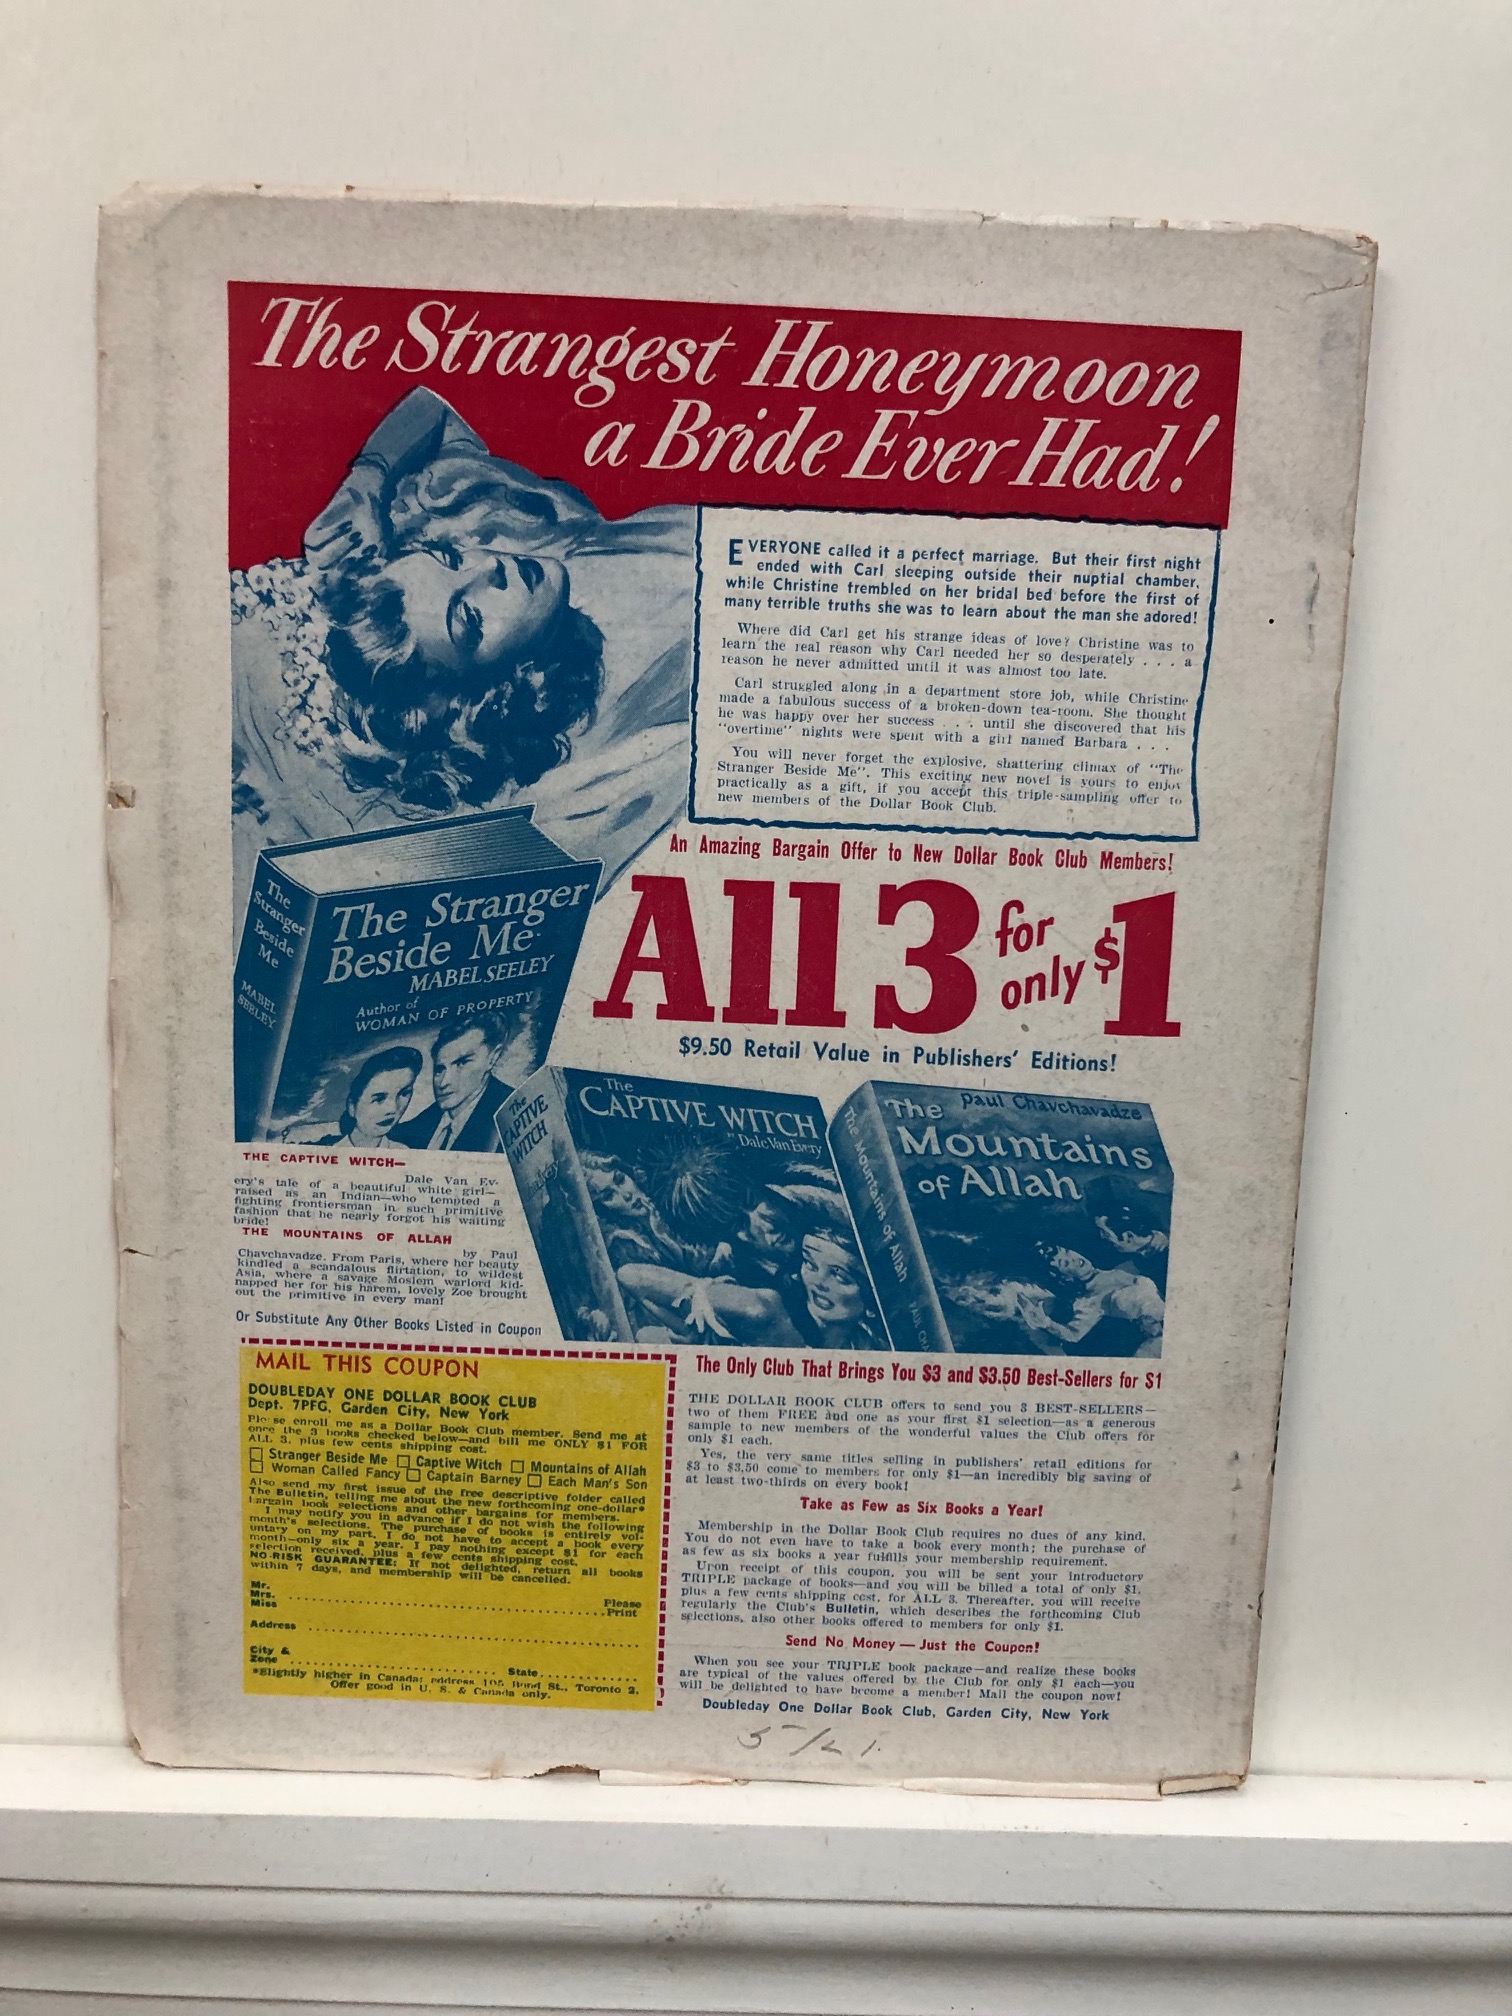 The Strangest Honeymoon
a Bride Ever Had!
EVERYONE called it a perfect marriage. But their first night
ended with Carl sleeping outside their nuptial chamber,
while Christine trembled on her bridal bed before the first of
many terrible truths she was to learn about the man she adored!
Where did Carl get his strange ideas of love? Christine was to
learn the real reason why Carl needed her so desperately . . . a
reason he never admitted until it was almost too late.
Carl struggled along in a department store job, while Christine
made a fabulous success of a broken-down tea-room. She thought
he was happy over her success . . . until she discovered that his
"overtime" nights were spent with a girl named Barbara . . .
You will never forget the explosive, shattering climax of "The
Stranger Beside Me". This exciting new novel is yours to enjoy
practically as a gift, if you accept this triple-sampling offer to
new members of the Dollar Book Club.
An Amazing Bargain Offer to New Dollar Book Club Members!
All 3 for only $1
$9.50 Retail Value in Publishers' Editions!
The
Stranger
Beside
Me
MABEL
SEELEY
The Stranger
Beside Me
MABEL SEELEY
Author of
WOMAN OF PROPERTY
The
CAPTIVE
WITCH
The
CAPTIVE WITCH
by Dale Van Every
The Mountains of Allah
PAUL CHA
Paul Chavchavadze
The
Mountains
of Allah
THE CAPTIVE WITCH—
Dale Van Ev-
ery's tale of a beautiful white girl—
raised as an Indian—who tempted a
fighting frontiersman in such primitive
fashion that he nearly forgot his waiting
bride!
THE MOUNTAINS OF ALLAH
by Paul
Chavchavadze. From Paris, where her beauty
kindled a scandalous flirtation, to wildest
Asia, where a savage Moslem warlord kid-
napped her for his harem, lovely Zoe brought
out the primitive in every man!
Or Substitute Any Other Books Listed in Coupon
MAIL THIS COUPON
DOUBLEDAY ONE DOLLAR BOOK CLUB
Dept. 7PFG, Garden City, New York
Please enroll me as a Dollar Book Club member. Send me at
once the 3 books checked below—and bill me ONLY $1 FOR
ALL 3, plus few cents shipping cost.
☐ Stranger Beside Me ☐ Captive Witch ☐ Mountains of Allah
☐ Woman Called Fancy ☐ Captain Barney ☐ Each Man's Son
Also send my first issue of the free descriptive folder called
The Bulletin, telling me about the new forthcoming one-dollar*
bargain book selections and other bargains for members.
I may notify you in advance if I do not wish the following
month's selections. The purchase of books is entirely vol-
untary on my part. I do not have to accept a book every
month—only six a year. I pay nothing except $1 for each
selection received, plus a few cents shipping cost.
NO-RISK GUARANTEE: If not delighted, return all books
within 7 days, and membership will be cancelled.
Mr.
Mrs.
Miss
Please
Print
Address
City &
Zone
State
*Slightly higher in Canada; address 105 Bond St., Toronto 2.
Offer good in U. S. & Canada only.
The Only Club That Brings You $3 and $3.50 Best-Sellers for $1
THE DOLLAR BOOK CLUB offers to send you 3 BEST-SELLERS—
two of them FREE and one as your first $1 selection—as a generous
sample to new members of the wonderful values the Club offers for
only $1 each.
Yes, the very same titles selling in publishers' retail editions for
$3 to $3.50 come to members for only $1—an incredibly big saving of
at least two-thirds on every book!
Take as Few as Six Books a Year!
Membership in the Dollar Book Club requires no dues of any kind.
You do not even have to take a book every month; the purchase of
as few as six books a year fulfills your membership requirement.
Upon receipt of this coupon, you will be sent your introductory
TRIPLE package of books—and you will be billed a total of only $1,
plus a few cents shipping cost, for ALL 3. Thereafter, you will receive
regularly the Club's Bulletin, which describes the forthcoming Club
selections, also other books offered to members for only $1.
Send No Money — Just the Coupon!
When you see your TRIPLE book package—and realize these books
are typical of the values offered by the Club for only $1 each—you
will be delighted to have become a member! Mail the coupon now!
Doubleday One Dollar Book Club, Garden City, New York